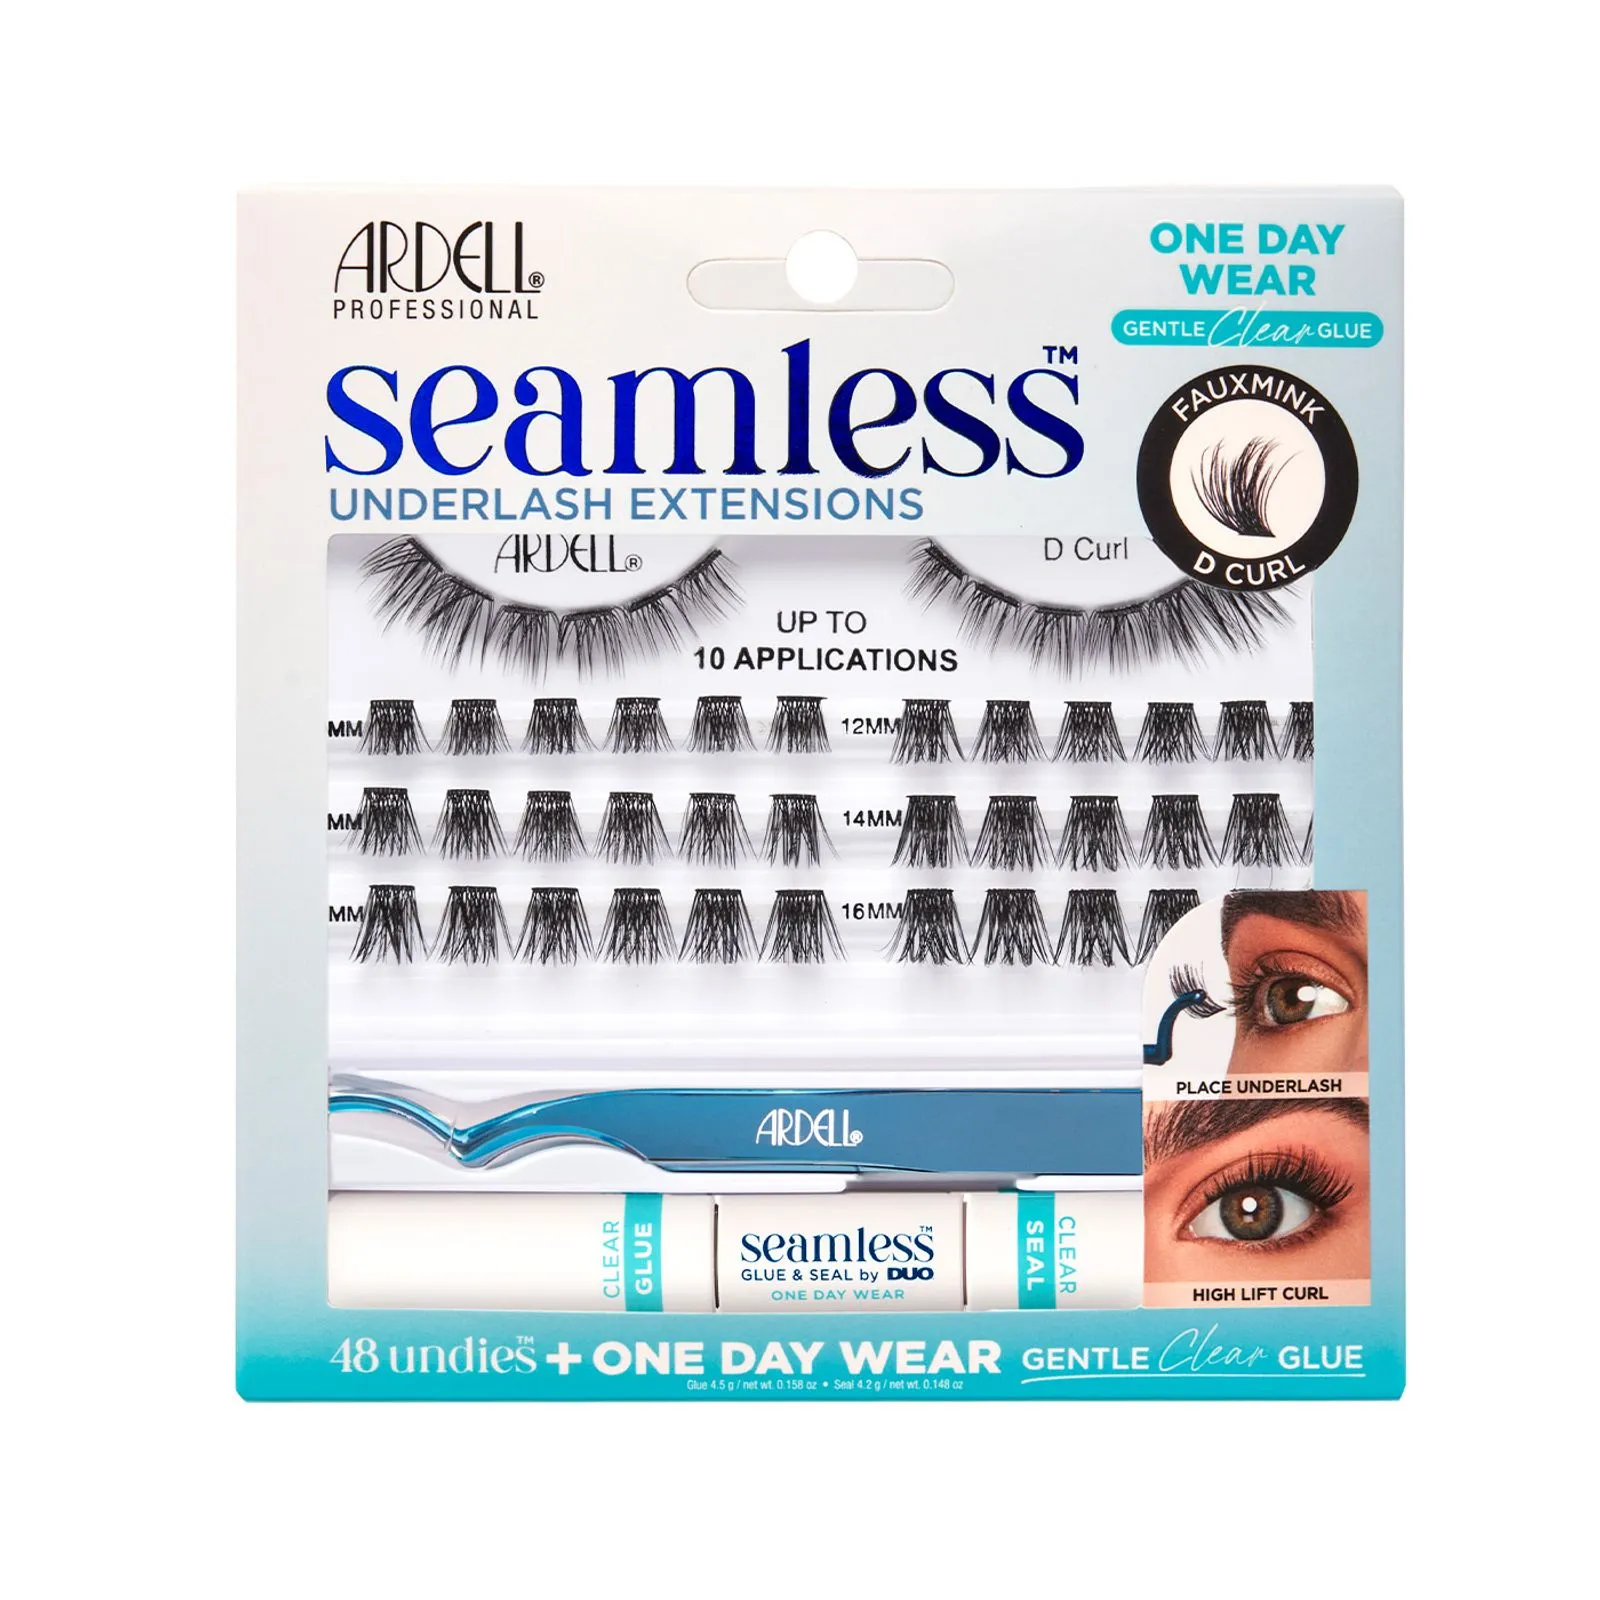 ARDELL®
PROFESSIONAL
ONE DAY
WEAR
GENTLE Clear GLUE
seamless™
UNDERLASH EXTENSIONS
FAUXMINK
D CURL
ARDELL®
D Curl
UP TO
10 APPLICATIONS
MM
12MM
MM
14MM
MM
16MM
PLACE UNDERLASH
ARDELL®
HIGH LIFT CURL
CLEAR
GLUE
seamless™
GLUE & SEAL by DUO
ONE DAY WEAR
SEAL
CLEAR
48 undies™ + ONE DAY WEAR GENTLE Clear GLUE
Glue 4.5 g / net wt. 0.158 oz • Seal 4.2 g / net wt. 0.148 oz